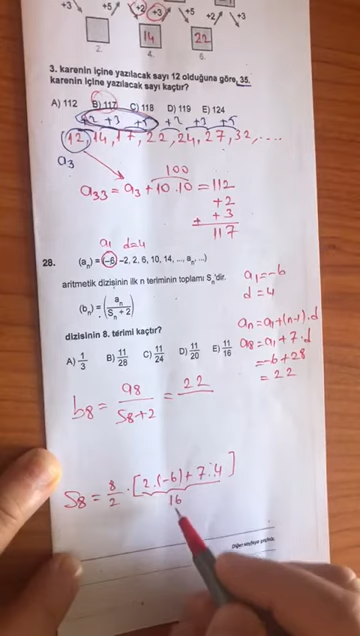 +3 +5 +2 +3 +5 +2 +3
14 22
2. 4. 6.
3. karenin içine yazılacak sayı 12 olduğuna göre, 35.
karenin içine yazılacak sayı kaçtır?
A) 112 B) 117 C) 118 D) 119 E) 124
+2 +3 +5 +2 +3 +5
12, 14, 17, 22, 24, 27, 32, ....
a3
100
a33 = a3 + 10.10 = 112
+2
+ +3
117
a1 d=4
28. (an) = (-6, -2, 2, 6, 10, 14, ..., an, ...)
aritmetik dizisinin ilk n teriminin toplamı Sn'dir.
(bn) = (an / Sn + 2)
dizisinin 8. terimi kaçtır?
A) 1/3 B) 11/28 C) 11/24 D) 11/20 E) 11/16
a1 = -6
d = 4
an = a1 + (n-1).d
a8 = a1 + 7.d
= -6 + 28
= 22
b8 = a8 / S8+2 = 22
S8 = 8/2 . [2.(-6) + 7.4]
16
Diğer sayfaya geçiniz.